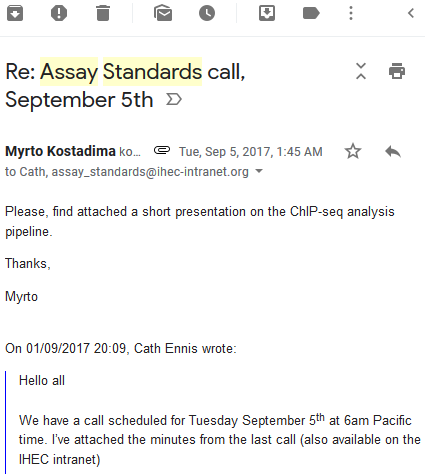 Re: Assay Standards call,
September 5th
Myrto Kostadima ko... Tue, Sep 5, 2017, 1:45 AM
to Cath, assay_standards@ihec-intranet.org
Please, find attached a short presentation on the ChIP-seq analysis
pipeline.
Thanks,
Myrto
On 01/09/2017 20:09, Cath Ennis wrote:
Hello all
We have a call scheduled for Tuesday September 5th at 6am Pacific
time. I've attached the minutes from the last call (also available on the
IHEC intranet)